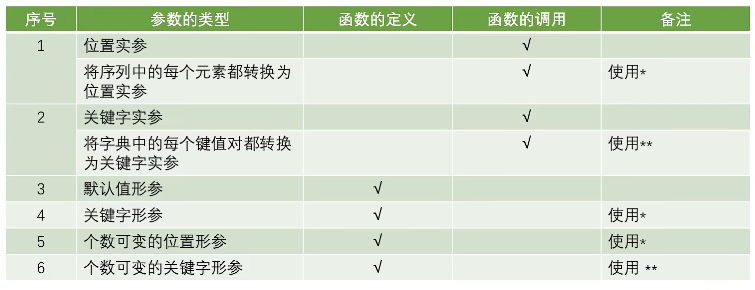 序号 参数的类型 函数的定义 函数的调用 备注
1 位置实参 √
将序列中的每个元素都转换为 √ 使用*
位置实参
2 关键字实参 √
将字典中的每个键值对都转换 √ 使用**
为关键字实参
3 默认值形参 √
4 关键字形参 √ 使用*
5 个数可变的位置形参 √ 使用*
6 个数可变的关键字形参 √ 使用 **